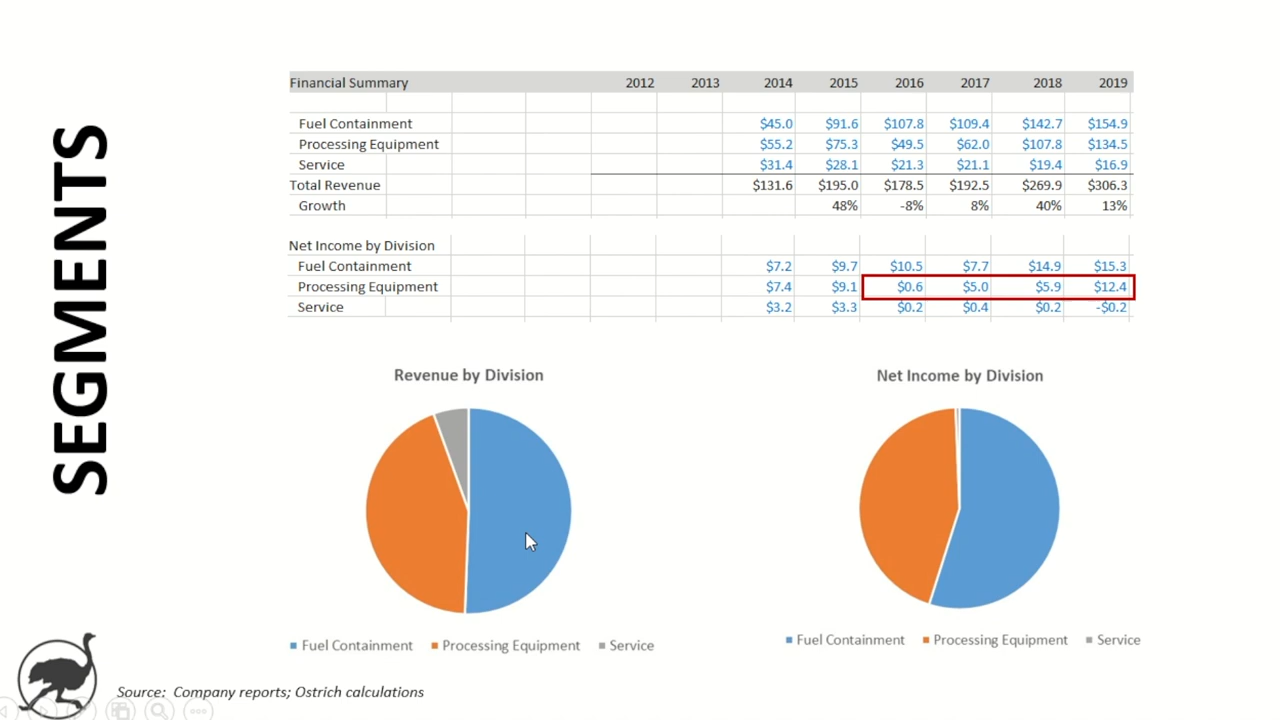 SEGMENTS
Financial Summary 2012 2013 2014 2015 2016 2017 2018 2019
Fuel Containment $45.0 $91.6 $107.8 $109.4 $142.7 $154.9
Processing Equipment $55.2 $75.3 $49.5 $62.0 $107.8 $134.5
Service $31.4 $28.1 $21.3 $21.1 $19.4 $16.9
Total Revenue $131.6 $195.0 $178.5 $192.5 $269.9 $306.3
Growth 48% -8% 8% 40% 13%
Net Income by Division
Fuel Containment $7.2 $9.7 $10.5 $7.7 $14.9 $15.3
Processing Equipment $7.4 $9.1 $0.6 $5.0 $5.9 $12.4
Service $3.2 $3.3 $0.2 $0.4 $0.2 -$0.2
Revenue by Division
Fuel Containment Processing Equipment Service
Net Income by Division
Fuel Containment Processing Equipment Service
Source: Company reports; Ostrich calculations